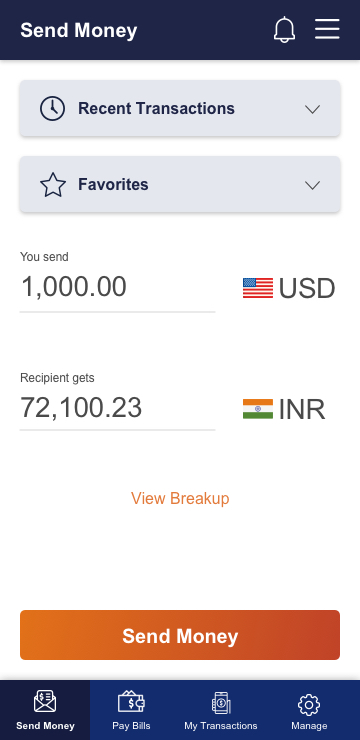 Send Money
Recent Transactions
Favorites
You send
1,000.00 USD
Recipient gets
72,100.23 INR
View Breakup
Send Money
Send Money Pay Bills My Transactions Manage